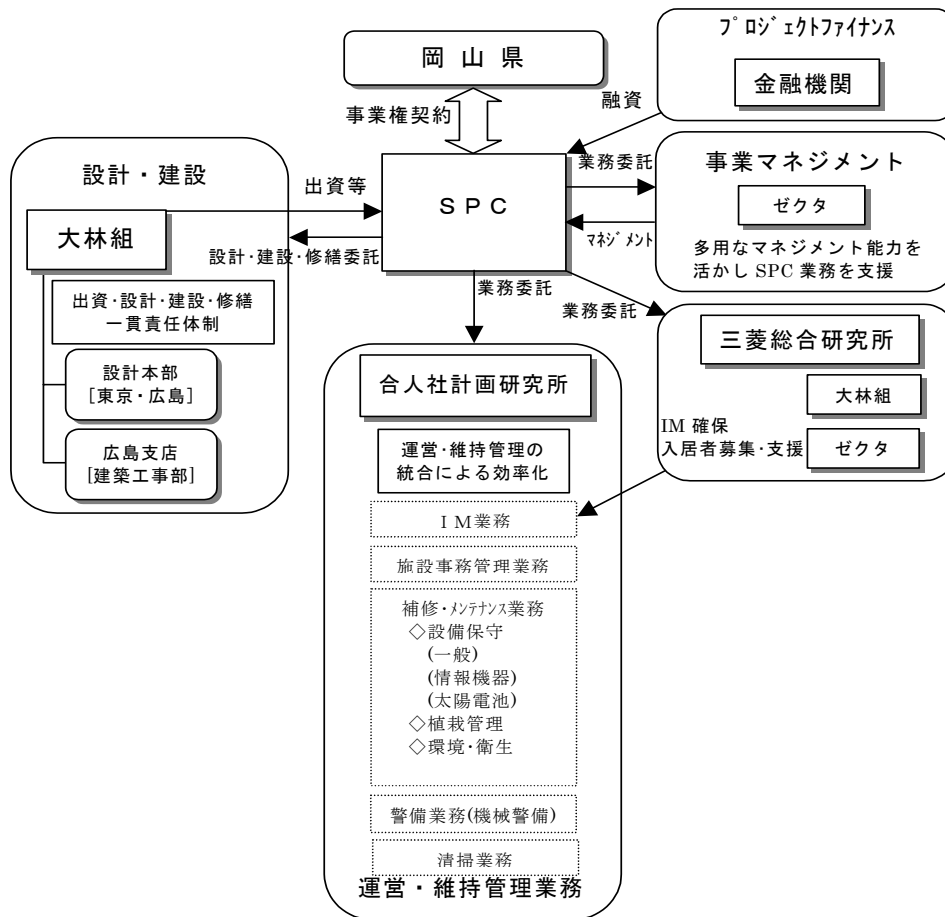 岡山県
事業権契約
ﾌﾟﾛｼﾞｪｸﾄﾌｧｲﾅﾝｽ
金融機関
融資
設計・建設
大林組
出資・設計・建設・修繕
一貫責任体制
設計本部
[東京・広島]
広島支店
[建築工事部]
出資等
設計・建設・修繕委託
ＳＰＣ
業務委託
ﾏﾈｼﾞﾒﾝﾄ
事業マネジメント
ゼクタ
多用なマネジメント能力を
活かし SPC 業務を支援
業務委託
業務委託
三菱総合研究所
大林組
ゼクタ
IM 確保
入居者募集・支援
合人社計画研究所
運営・維持管理の
統合による効率化
ＩＭ業務
施設事務管理業務
補修・ﾒﾝﾃﾅﾝｽ業務
◇設備保守
(一般)
(情報機器)
(太陽電池)
◇植栽管理
◇環境・衛生
警備業務(機械警備)
清掃業務
運営・維持管理業務